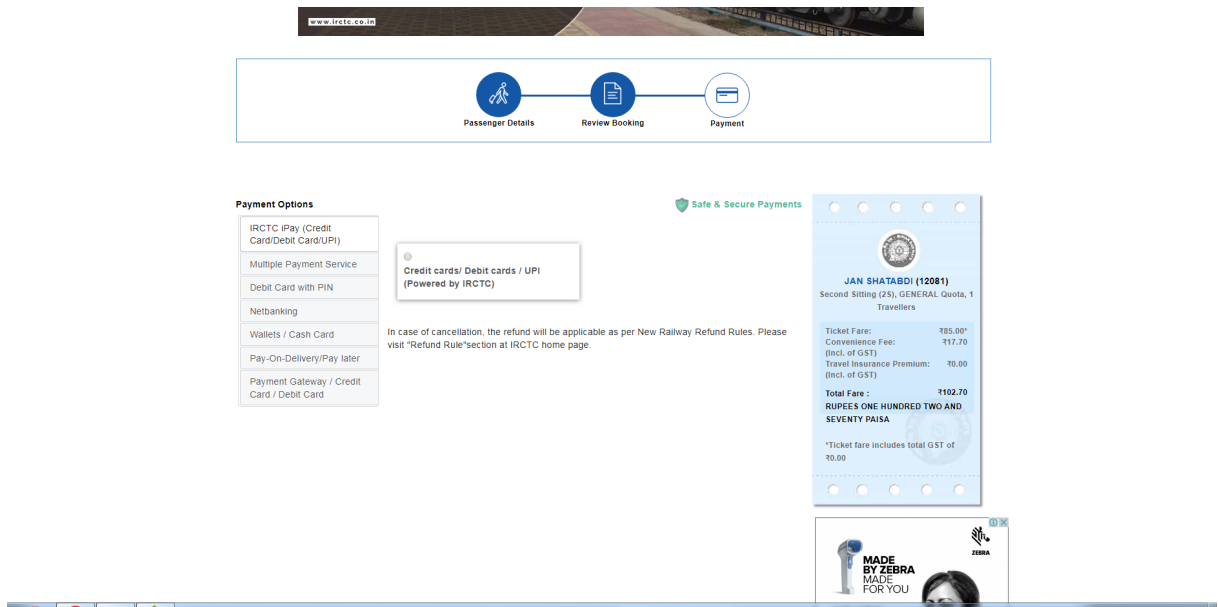 www.irctc.co.in
Passenger Details
Review Booking
Payment
Payment Options
Safe & Secure Payments
IRCTC iPay (Credit
Card/Debit Card/UPI)
Multiple Payment Service
Debit Card with PIN
Netbanking
Wallets / Cash Card
Pay-On-Delivery/Pay later
Payment Gateway / Credit
Card / Debit Card
Credit cards/ Debit cards / UPI
(Powered by IRCTC)
In case of cancellation, the refund will be applicable as per New Railway Refund Rules. Please
visit "Refund Rule"section at IRCTC home page.
JAN SHATABDI (12081)
Second Sitting (2S), GENERAL Quota, 1
Travellers
Ticket Fare: ₹85.00*
Convenience Fee: ₹17.70
(Incl. of GST)
Travel Insurance Premium: ₹0.00
(Incl. of GST)
Total Fare : ₹102.70
RUPEES ONE HUNDRED TWO AND
SEVENTY PAISA
*Ticket fare includes total GST of
₹0.00
ZEBRA
MADE
BY ZEBRA
MADE
FOR YOU